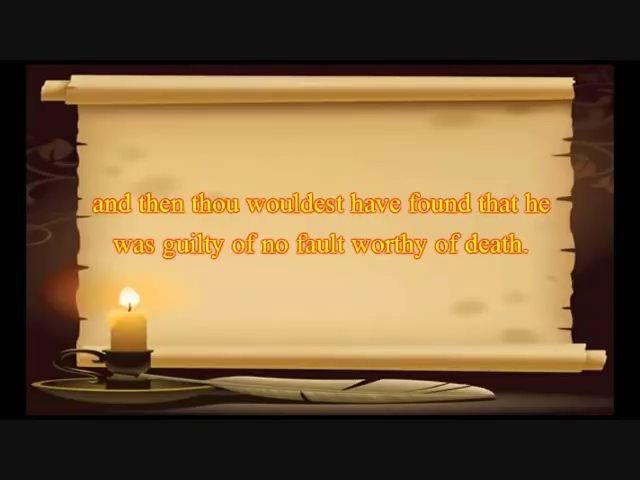 and then thou wouldest have found that he
was guilty of no fault worthy of death.